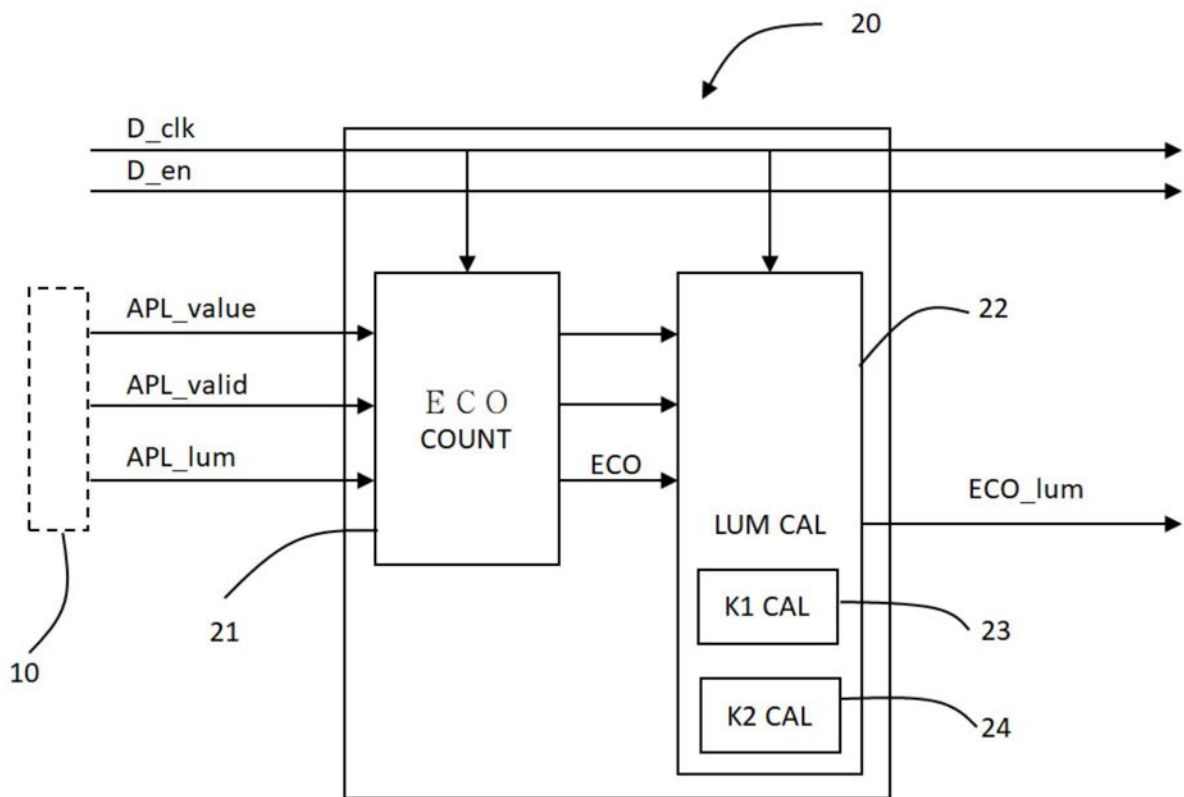 20
D_clk
D_en
APL_value
APL_valid
APL_lum
ＥＣＯ
COUNT
ECO
22
LUM CAL
ECO_lum
K1 CAL
23
K2 CAL
24
21
10